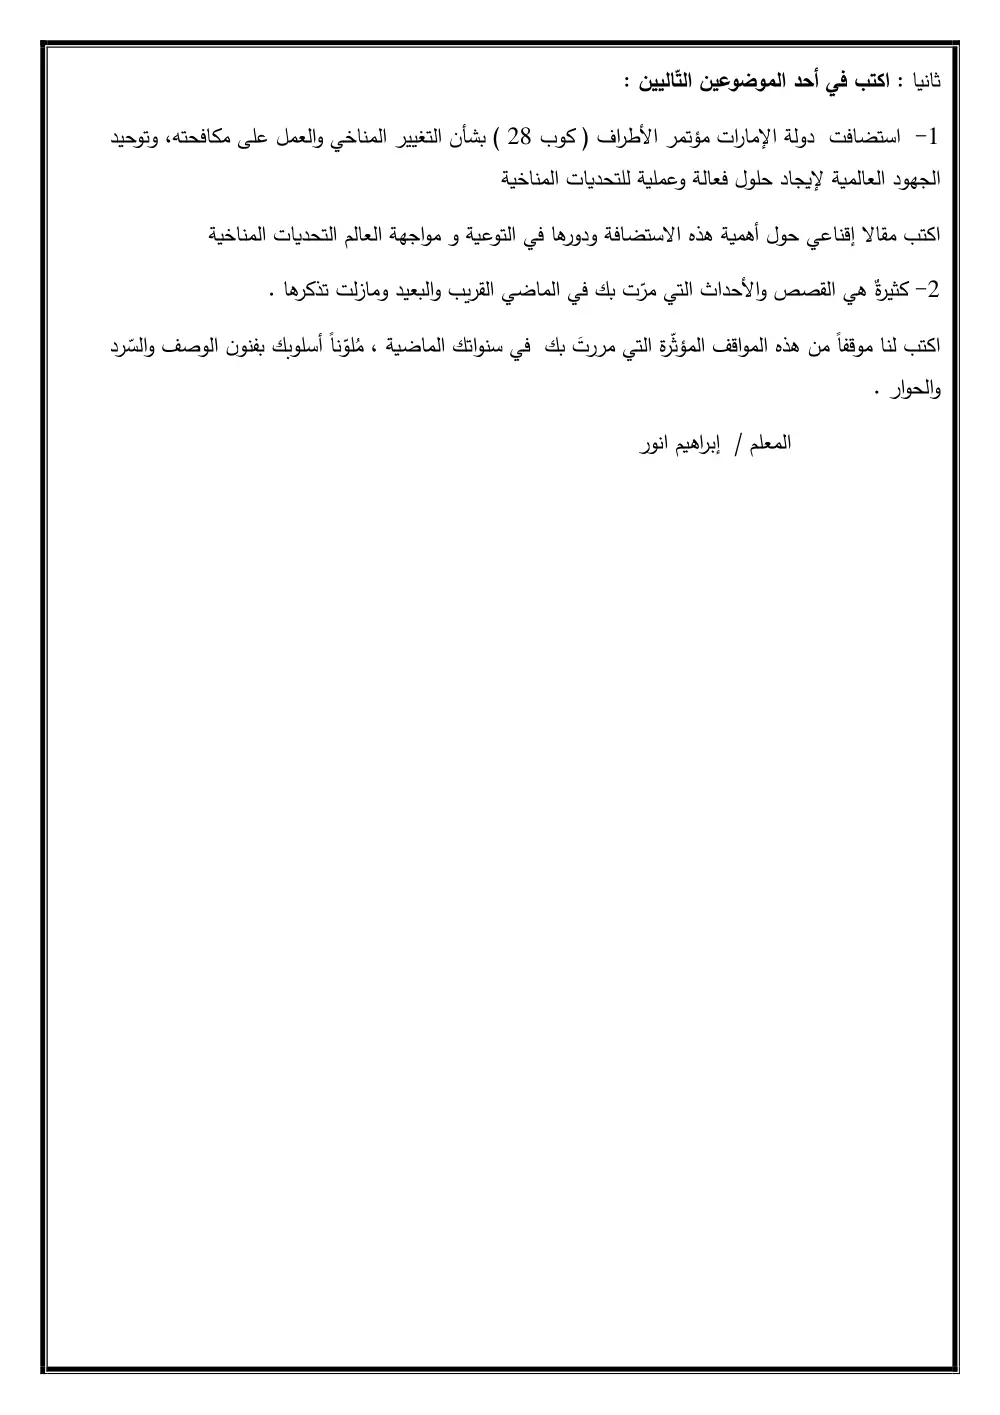 ثانيا : اكتب في أحد الموضوعين التّاليين :
1- استضافت دولة الإمارات مؤتمر الأطراف ( كوب 28 ) بشأن التغيير المناخي والعمل على مكافحته، وتوحيد
الجهود العالمية لإيجاد حلول فعالة وعملية للتحديات المناخية
اكتب مقالا إقناعي حول أهمية هذه الاستضافة ودورها في التوعية و مواجهة العالم التحديات المناخية
2- كثيرةٌ هي القصص والأحداث التي مرّت بك في الماضي القريب والبعيد ومازلت تذكرها .
اكتب لنا موقفاً من هذه المواقف المؤثّرة التي مررتَ بك في سنواتك الماضية ، مُلوّناً أسلوبك بفنون الوصف والسّرد
والحوار .
المعلم / إبراهيم انور